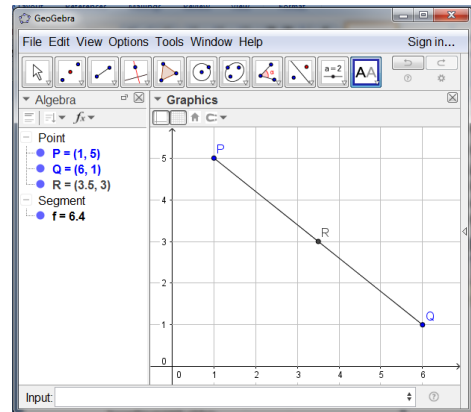 GeoGebra
File Edit View Options Tools Window Help Sign in...
a=2 AA
Algebra
Graphics
fx
Point
P = (1, 5)
Q = (6, 1)
R = (3.5, 3)
Segment
f = 6.4
P
R
Q
5
4
3
2
1
0
0 1 2 3 4 5 6
Input: